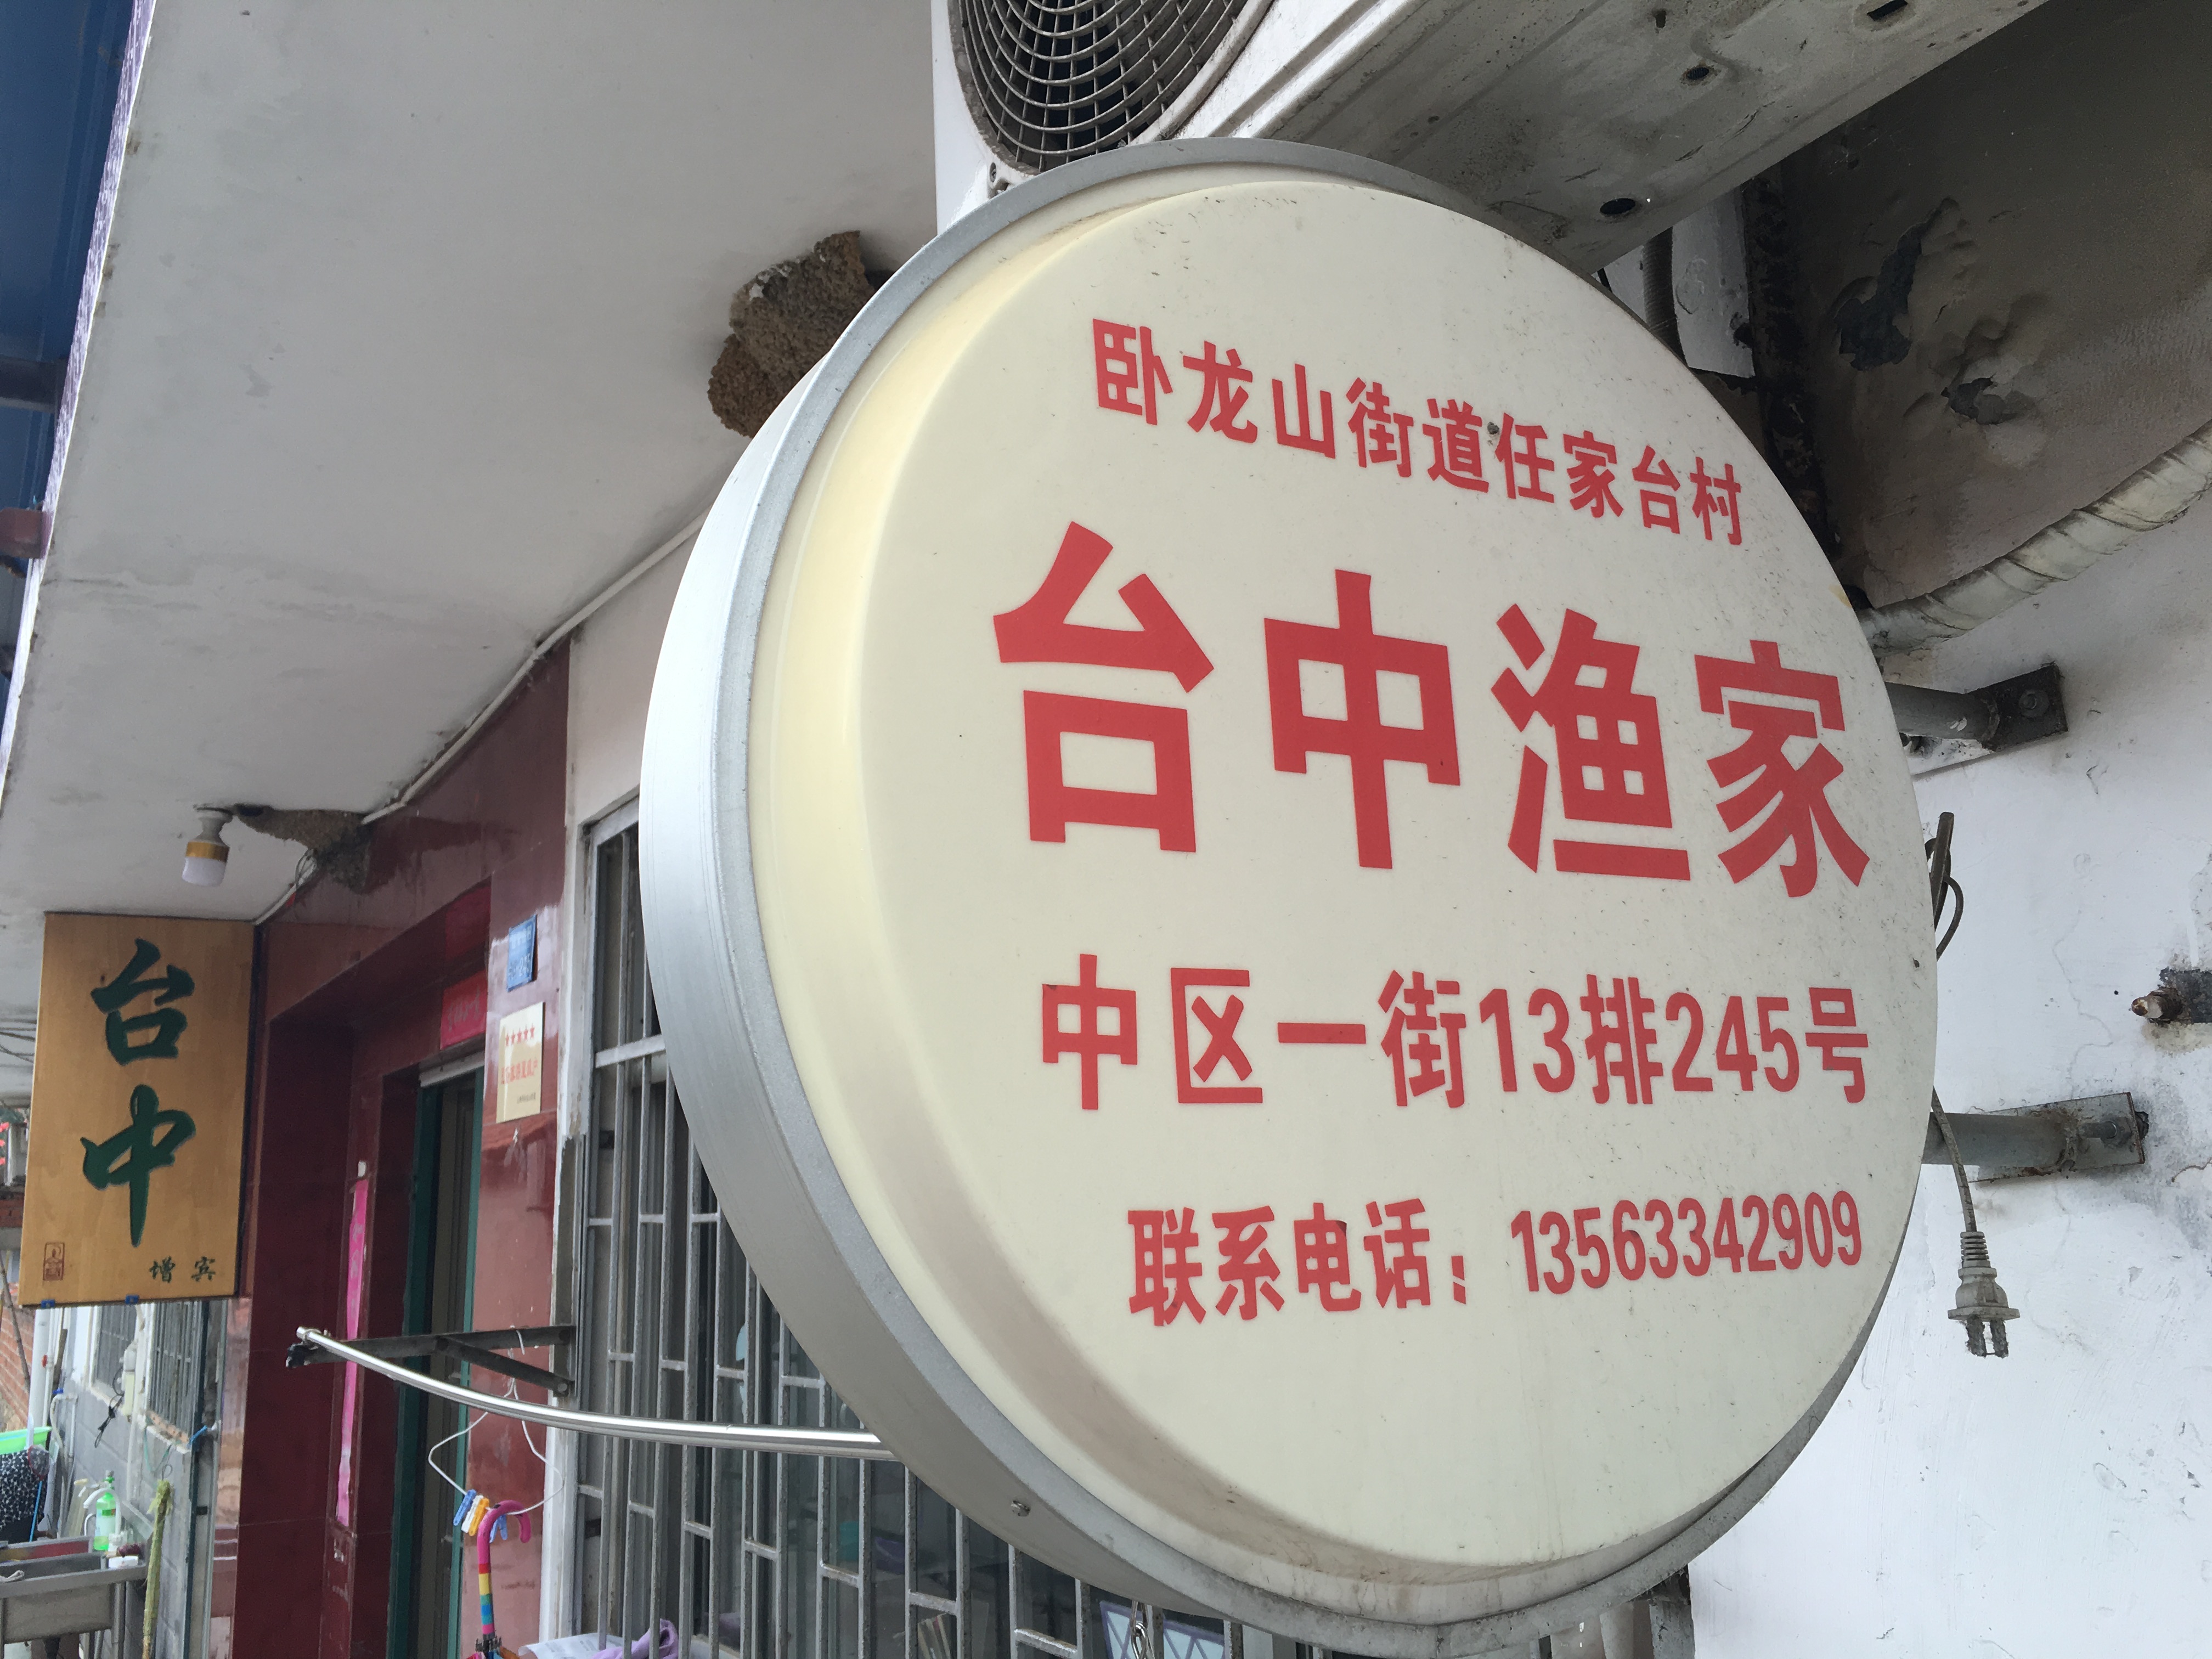 卧龙山街道任家台村
台中渔家
中区一街13排245号
联系电话：13563342909
台中
增宾